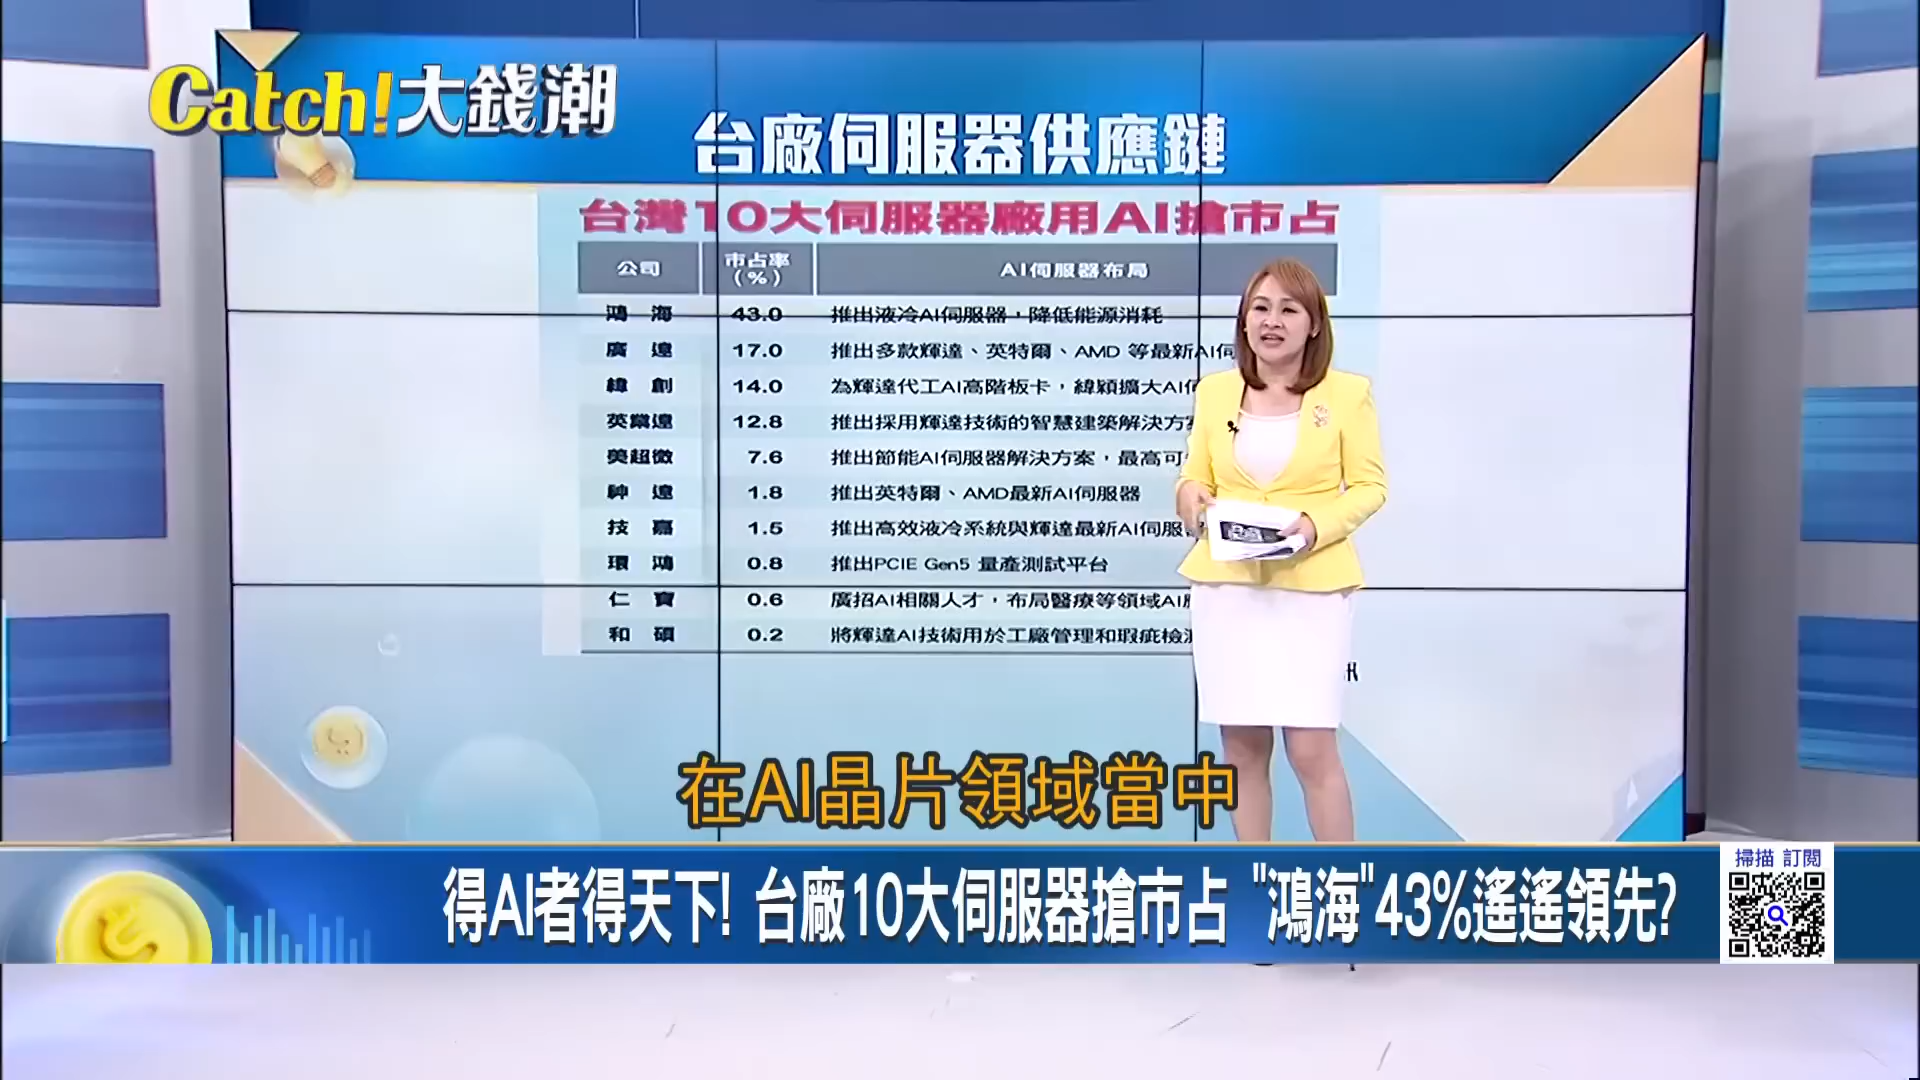 Catch!大錢潮
台廠伺服器供應鏈
台灣10大伺服器廠用AI搶市占
公司 市占率(%) AI伺服器布局
鴻海 43.0 推出液冷AI伺服器，降低能源消耗
廣達 17.0 推出多款輝達、英特爾、AMD 等最新AI伺
緯創 14.0 為輝達代工AI高階板卡，緯穎擴大AI伺
英業達 12.8 推出採用輝達技術的智慧建築解決方案
美超微 7.6 推出節能AI伺服器解決方案，最高可
神達 1.8 推出英特爾、AMD最新AI伺服器
技嘉 1.5 推出高效液冷系統與輝達最新AI伺服器
環鴻 0.8 推出PCIE Gen5 量產測試平台
仁寶 0.6 廣招AI相關人才，布局醫療等領域AI
和碩 0.2 將輝達AI技術用於工廠管理和瑕疵檢測
訊
在AI晶片領域當中
掃描 訂閱
得AI者得天下! 台廠10大伺服器搶市占 "鴻海"43%遙遙領先?